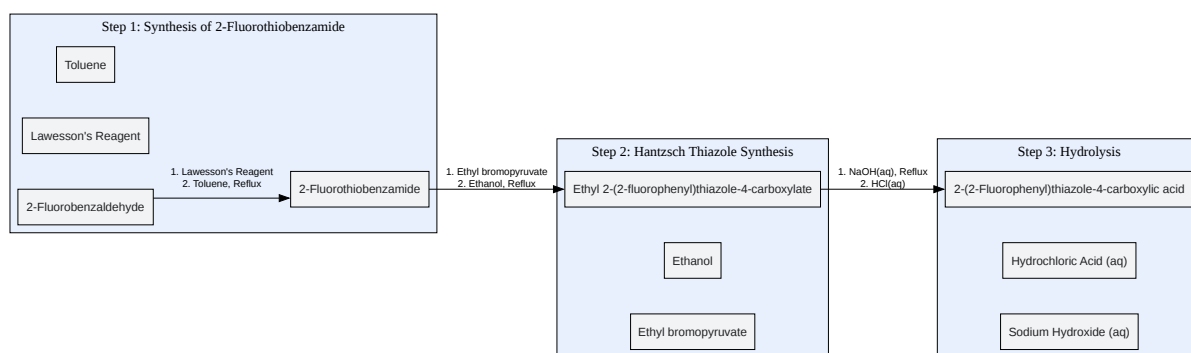 Step 1: Synthesis of 2-Fluorothiobenzamide
Toluene
Lawesson's Reagent
2-Fluorobenzaldehyde
1. Lawesson's Reagent
2. Toluene, Reflux
2-Fluorothiobenzamide
1. Ethyl bromopyruvate
2. Ethanol, Reflux
Step 2: Hantzsch Thiazole Synthesis
Ethyl 2-(2-fluorophenyl)thiazole-4-carboxylate
Ethanol
Ethyl bromopyruvate
1. NaOH(aq), Reflux
2. HCl(aq)
Step 3: Hydrolysis
2-(2-Fluorophenyl)thiazole-4-carboxylic acid
Hydrochloric Acid (aq)
Sodium Hydroxide (aq)